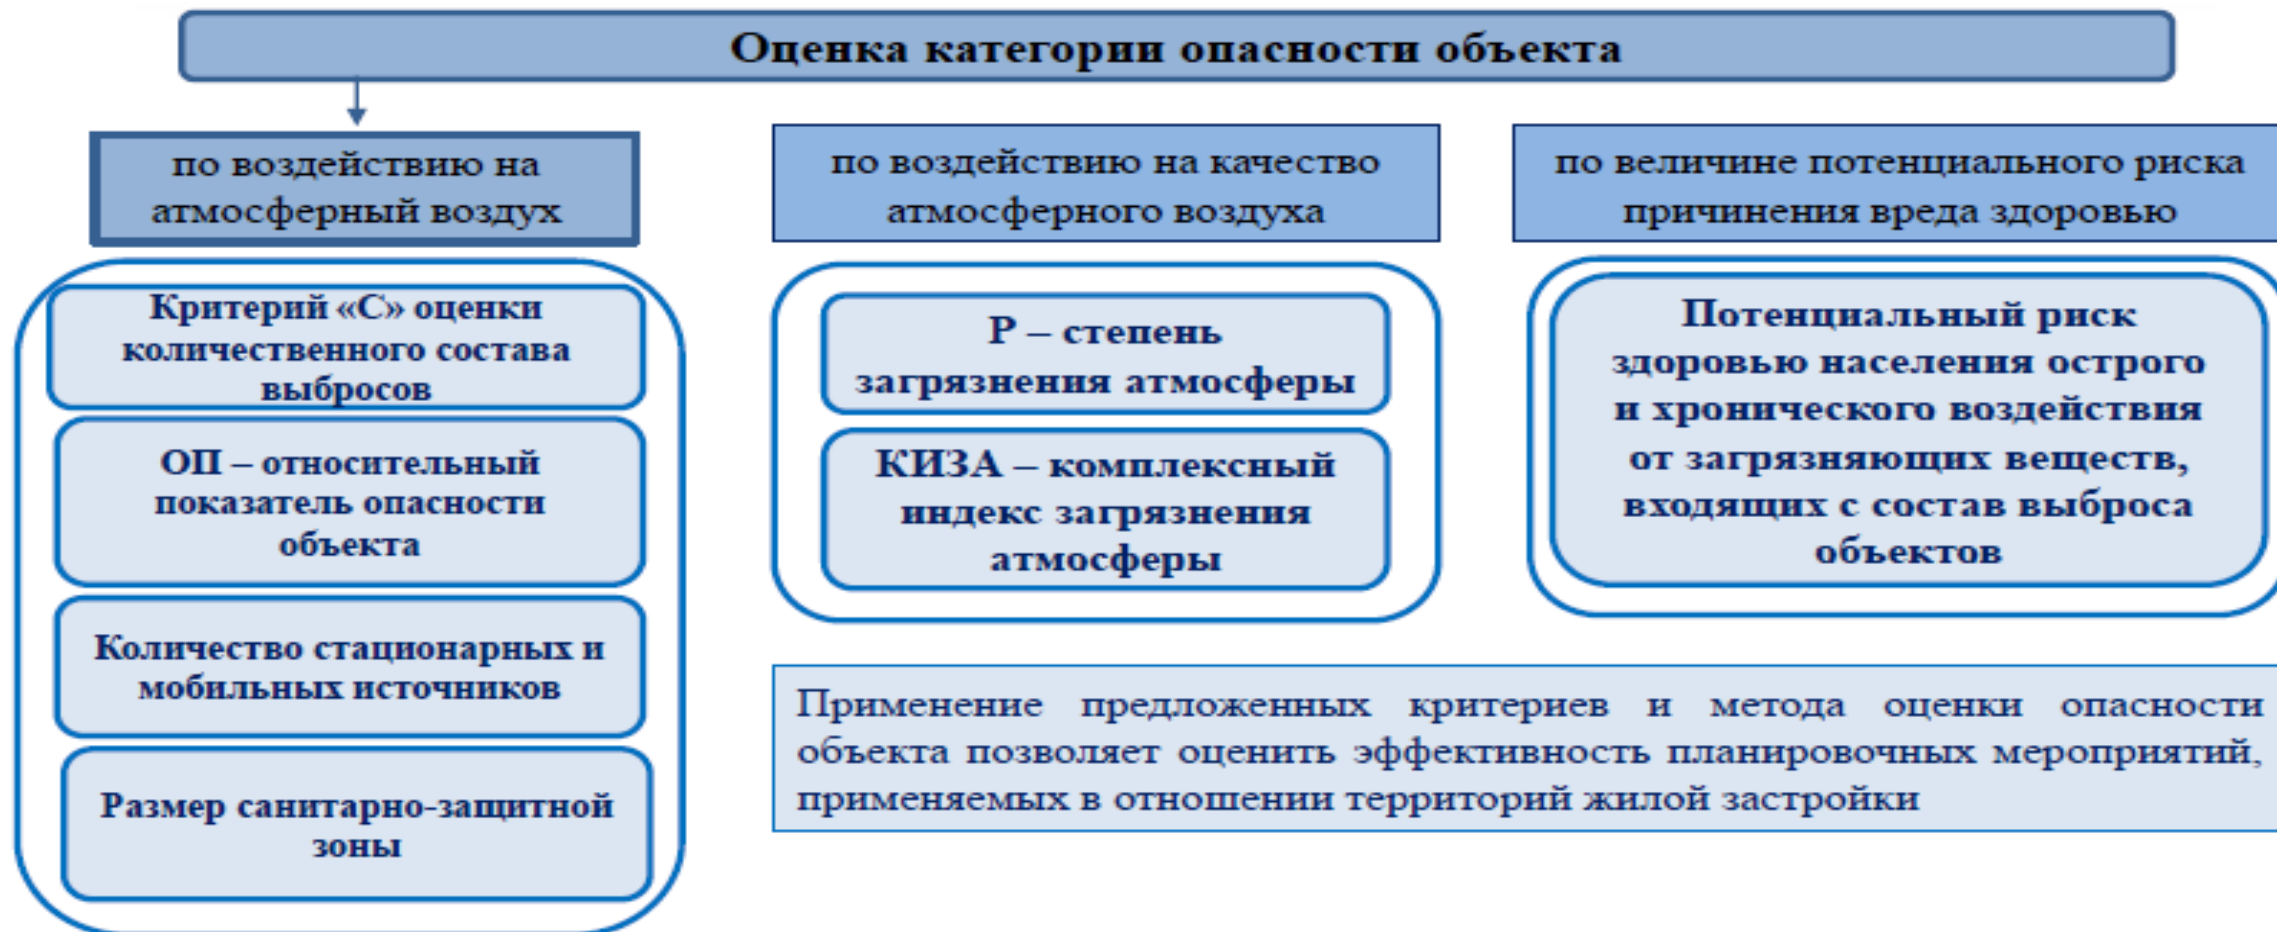 Оценка категории опасности объекта
по воздействию на
атмосферный воздух
Критерий «С» оценки
количественного состава
выбросов
ОП – относительный
показатель опасности
объекта
Количество стационарных и
мобильных источников
Размер санитарно-защитной
зоны
по воздействию на качество
атмосферного воздуха
Р – степень
загрязнения атмосферы
КИЗА – комплексный
индекс загрязнения
атмосферы
по величине потенциального риска
причинения вреда здоровью
Потенциальный риск
здоровью населения острого
и хронического воздействия
от загрязняющих веществ,
входящих с состав выброса
объектов
Применение предложенных критериев и метода оценки опасности
объекта позволяет оценить эффективность планировочных мероприятий,
применяемых в отношении территорий жилой застройки